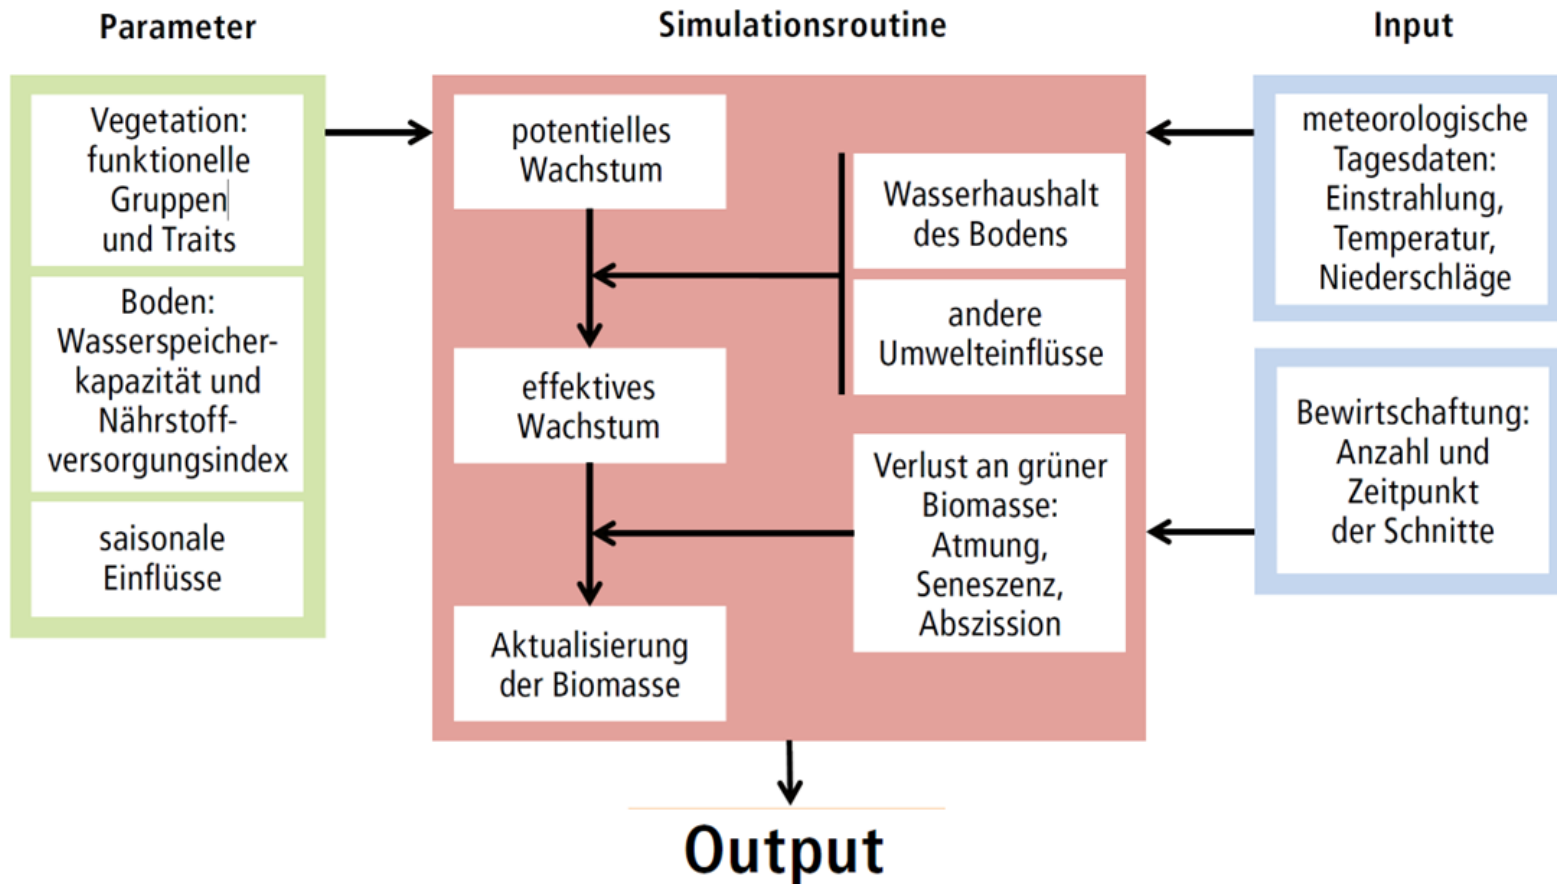 Parameter
Simulationsroutine
Input
Vegetation:
funktionelle
Gruppen
und Traits
Boden:
Wasserspeicher-
kapazität und
Nährstoff-
versorgungsindex
saisonale
Einflüsse
potentielles
Wachstum
effektives
Wachstum
Aktualisierung
der Biomasse
Wasserhaushalt
des Bodens
andere
Umwelteinflüsse
Verlust an grüner
Biomasse:
Atmung,
Seneszenz,
Abszission
meteorologische
Tagesdaten:
Einstrahlung,
Temperatur,
Niederschläge
Bewirtschaftung:
Anzahl und
Zeitpunkt
der Schnitte
Output